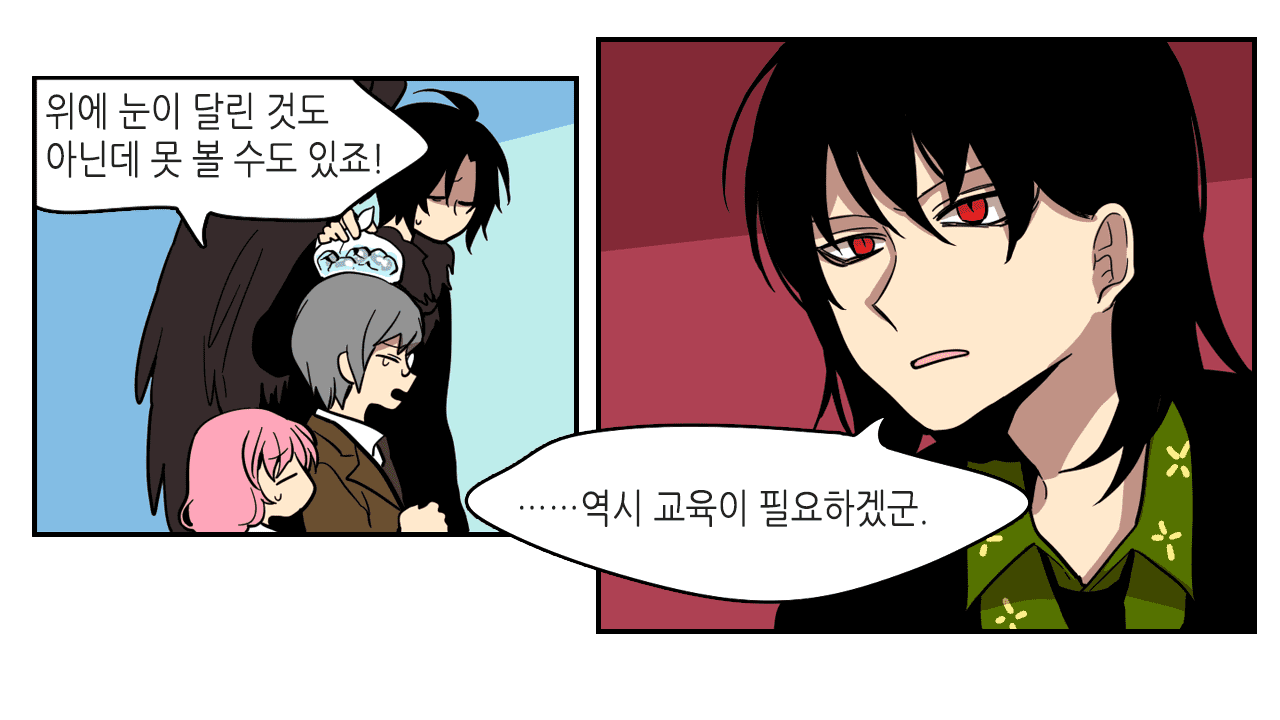 위에 눈이 달린 것도
아닌데 못 볼 수도 있죠!
……역시 교육이 필요하겠군.